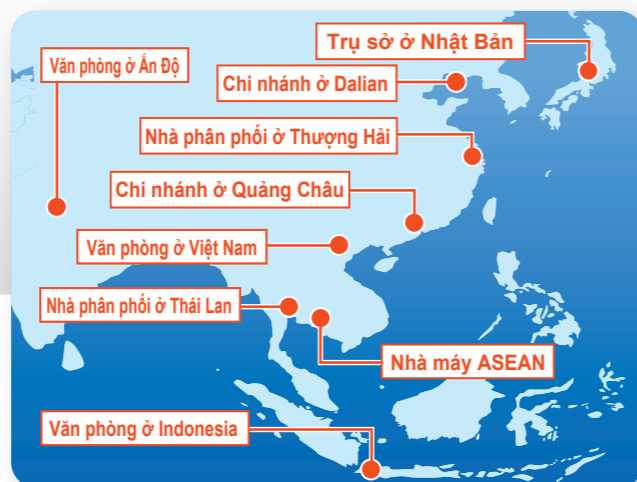 Trụ sở ở Nhật Bản
Văn phòng ở Ấn Độ
Chi nhánh ở Dalian
Nhà phân phối ở Thượng Hải
Chi nhánh ở Quảng Châu
Văn phòng ở Việt Nam
Nhà phân phối ở Thái Lan
Nhà máy ASEAN
Văn phòng ở Indonesia